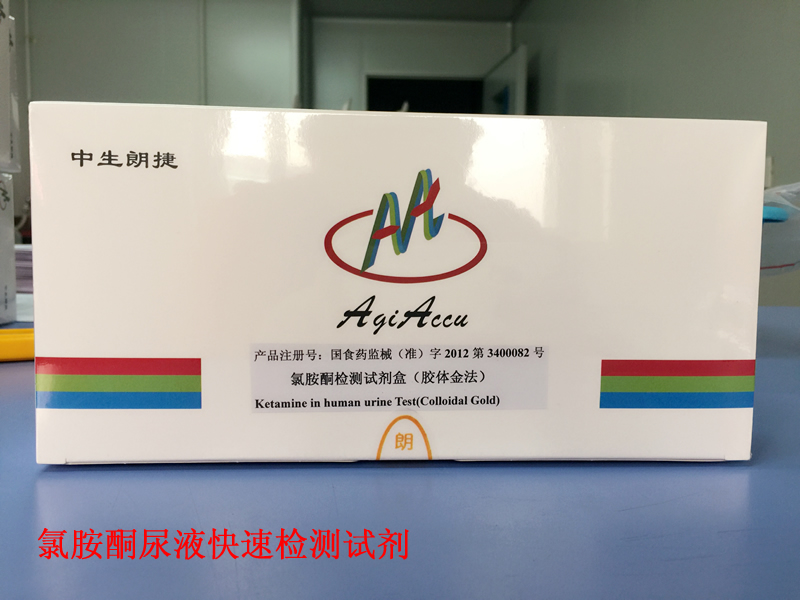 中生朗捷
AgiAccu
产品注册号：国食药监械（准）字 2012 第 3400082 号
氯胺酮检测试剂盒（胶体金法）
Ketamine in human urine Test(Colloidal Gold)
朗
氯胺酮尿液快速检测试剂